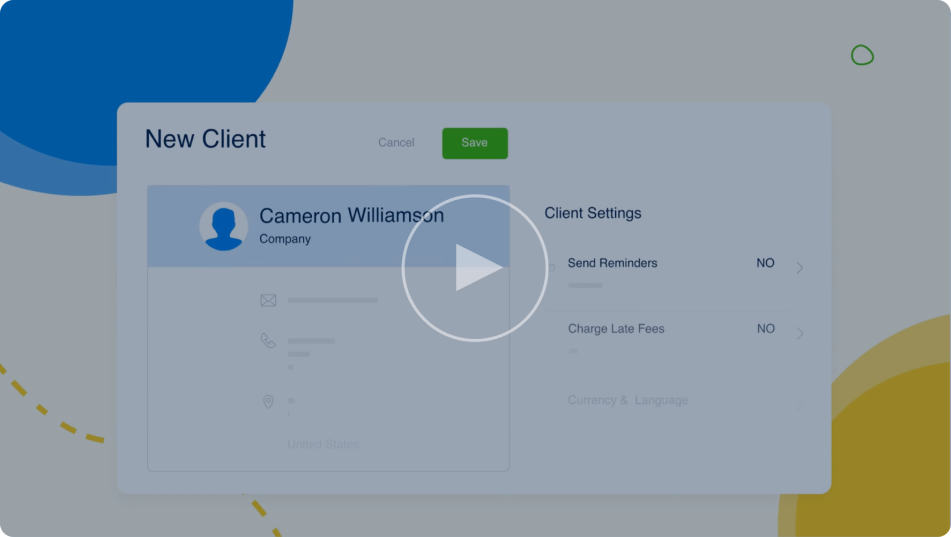 New Client
Cancel
Save
Cameron Williamson
Company
United States
Client Settings
Send Reminders NO
Charge Late Fees NO
Currency & Language